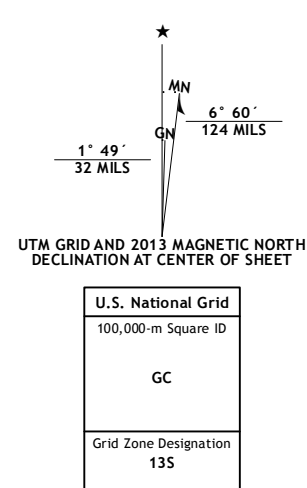 ★
MN
GN
6° 60´
124 MILS
1° 49´
32 MILS
UTM GRID AND 2013 MAGNETIC NORTH
DECLINATION AT CENTER OF SHEET
U.S. National Grid
100,000-m Square ID
GC
Grid Zone Designation
13S